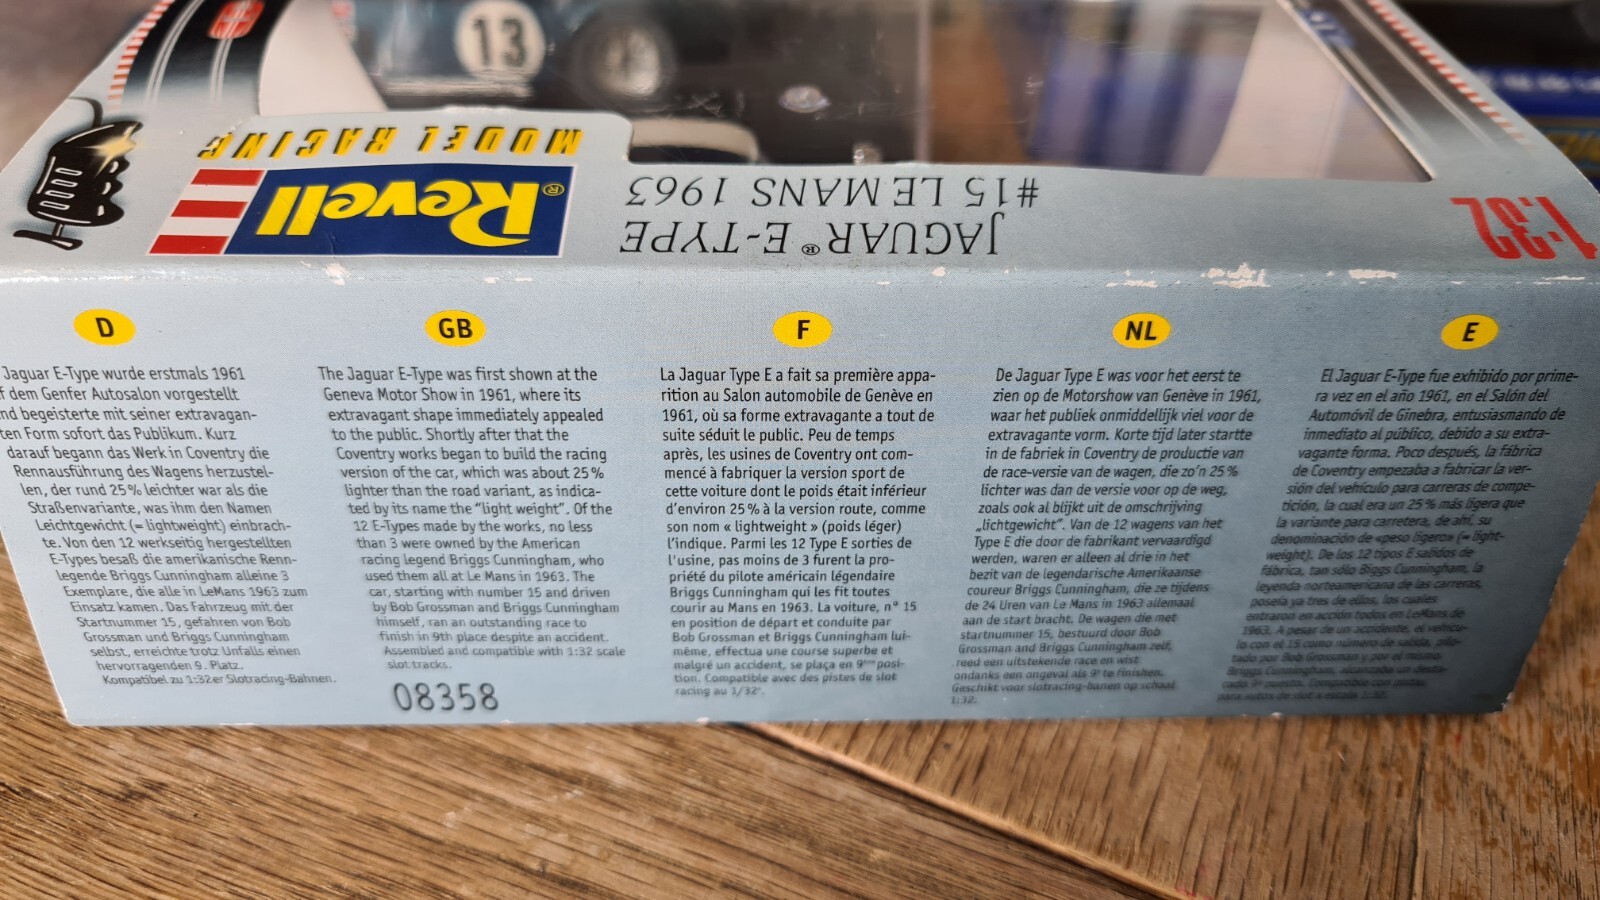 13
MODEL RACING
Revell®
JAGUAR® E-TYPE
#15 LE MANS 1963
1:32
D
Jaguar E-Type wurde erstmals 1961
f dem Genfer Autosalon vorgestellt
nd begeisterte mit seiner extravagan-
ten Form sofort das Publikum. Kurz
darauf begann das Werk in Coventry die
Rennausführung des Wagens herzustel-
len, der rund 25% leichter war als die
Straßenvariante, was ihm den Namen
Leichtgewicht (= lightweight) einbrach-
te. Von den 12 werkseitig hergestellten
E-Types besaß die amerikanische Renn-
legende Briggs Cunningham alleine 3
Exemplare, die alle in LeMans 1963 zum
Einsatz kamen. Das Fahrzeug mit der
Startnummer 15, gefahren von Bob
Grossman und Briggs Cunningham
selbst, erreichte trotz Unfalls einen
hervorragenden 9. Platz.
Kompatibel zu 1:32er Slotracing-Bahnen.
GB
The Jaguar E-Type was first shown at the
Geneva Motor Show in 1961, where its
extravagant shape immediately appealed
to the public. Shortly after that the
Coventry works began to build the racing
version of the car, which was about 25%
lighter than the road variant, as indica-
ted by its name the "light weight". Of the
12 E-Types made by the works, no less
than 3 were owned by the American
racing legend Briggs Cunningham, who
used them all at Le Mans in 1963. The
car, starting with number 15 and driven
by Bob Grossman and Briggs Cunningham
himself, ran an outstanding race to
finish in 9th place despite an accident.
Assembled and compatible with 1:32 scale
slot tracks.
08358
F
La Jaguar Type E a fait sa première appa-
rition au Salon automobile de Genève en
1961, où sa forme extravagante a tout de
suite séduit le public. Peu de temps
après, les usines de Coventry ont com-
mencé à fabriquer la version sport de
cette voiture dont le poids était inférieur
d'environ 25% à la version route, comme
son nom « lightweight » (poids léger)
l'indique. Parmi les 12 Type E sorties de
l'usine, pas moins de 3 furent la pro-
priété du pilote américain légendaire
Briggs Cunningham qui les fit toutes
courir au Mans en 1963. La voiture, n° 15
en position de départ et conduite par
Bob Grossman et Briggs Cunningham lui-
même, effectua une course superbe et
malgré un accident, se plaça en 9ème posi-
tion. Compatible avec des pistes de slot
racing au 1/32e.
NL
De Jaguar Type E was voor het eerst te
zien op de Motorshow van Genève in 1961,
waar het publiek onmiddellijk viel voor de
extravagante vorm. Korte tijd later startte
in de fabriek in Coventry de productie van
de race-versie van de wagen, die zo'n 25%
lichter was dan de versie voor op de weg,
zoals ook al blijkt uit de omschrijving
„lichtgewicht". Van de 12 wagens van het
Type E die door de fabrikant vervaardigd
werden, waren er alleen al drie in het
bezit van de legendarische Amerikaanse
coureur Briggs Cunningham, die ze tijdens
de 24 Uren van Le Mans in 1963 allemaal
aan de start bracht. De wagen die met
startnummer 15, bestuurd door Bob
Grossman and Briggs Cunningham zelf,
reed een uitstekende race en wist
ondanks een ongeval als 9e te finishen.
Geschikt voor slotracing-banen op schaal
1:32.
E
El Jaguar E-Type fue exhibido por prime-
ra vez en el año 1961, en el Salón del
Automóvil de Ginebra, entusiasmando de
inmediato al público, debido a su extra-
vagante forma. Poco después, la fábrica
de Coventry empezaba a fabricar la ver-
sión del vehículo para carreras de compe-
tición, la cual era un 25% más ligera que
la variante para carretera, de ahí, su
denominación de «peso ligero» (= light-
weight). De los 12 tipos E salidos de
fábrica, tan sólo Biggs Cunningham, la
leyenda norteamericana de las carreras,
poseía ya tres de ellos, los cuales
entraron en acción todos en LeMans de
1963. A pesar de un accidente, el vehícu-
lo con el 15 como número de salida, pilo-
tado por Bob Grossman y por el mismo
Briggs Cunningham, alcanzó un desta-
cado 9º puesto. Compatible con pistas
para autos de slot a escala 1:32.